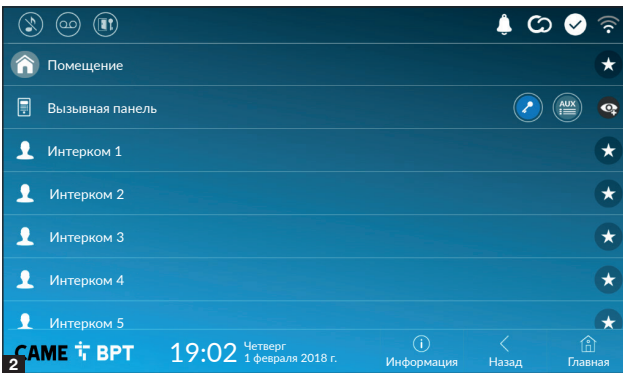 Помещение
Вызывная панель
AUX
Интерком 1
Интерком 2
Интерком 3
Интерком 4
Интерком 5
CAME BPT
19:02
Четверг
1 февраля 2018 г.
Информация
Назад
Главная
2